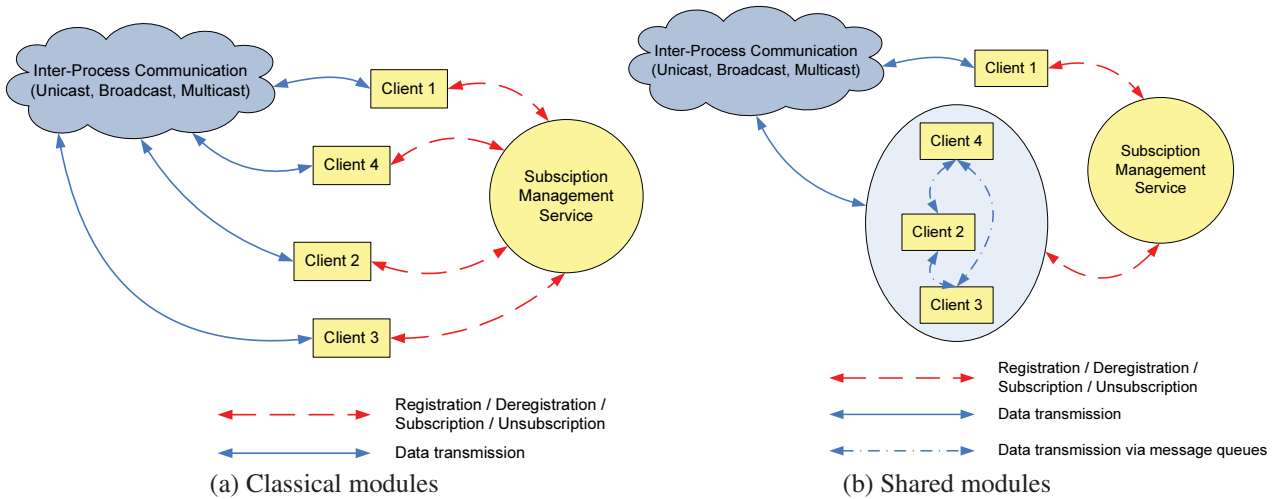 Inter-Process Communication
(Unicast, Broadcast, Multicast)
Client 1
Client 4
Client 2
Client 3
Subsciption
Management
Service
Registration / Deregistration /
Subscription / Unsubscription
Data transmission
(a) Classical modules
Inter-Process Communication
(Unicast, Broadcast, Multicast)
Client 1
Client 4
Client 2
Client 3
Subsciption
Management
Service
Registration / Deregistration /
Subscription / Unsubscription
Data transmission
Data transmission via message queues
(b) Shared modules